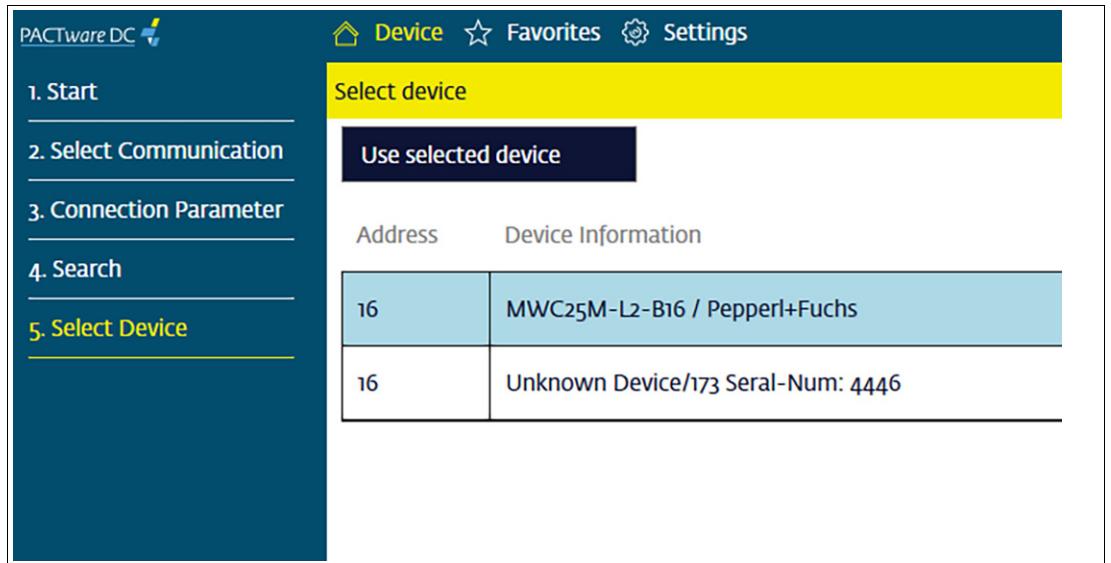 PACTware DC
Device Favorites Settings
1. Start
2. Select Communication
3. Connection Parameter
4. Search
5. Select Device
Select device
Use selected device
Address Device Information
16 MWC25M-L2-B16 / Pepperl+Fuchs
16 Unknown Device/173 Seral-Num: 4446